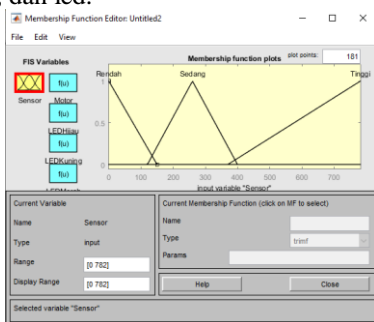 , dan led.
Membership Function Editor: Untitled2
File Edit View
FIS Variables
Membership function plots plot points: 181
Sensor
f(u)
Motor
f(u)
LEDHijau
f(u)
LEDKuning
f(u)
Rendah Sedang Tinggi
1
0.5
0
0 100 200 300 400 500 600 700
input variable "Sensor"
Current Variable
Name Sensor
Type input
Range [0 782]
Display Range [0 782]
Current Membership Function (click on MF to select)
Name
Type trimf
Params
Help Close
Selected variable "Sensor"